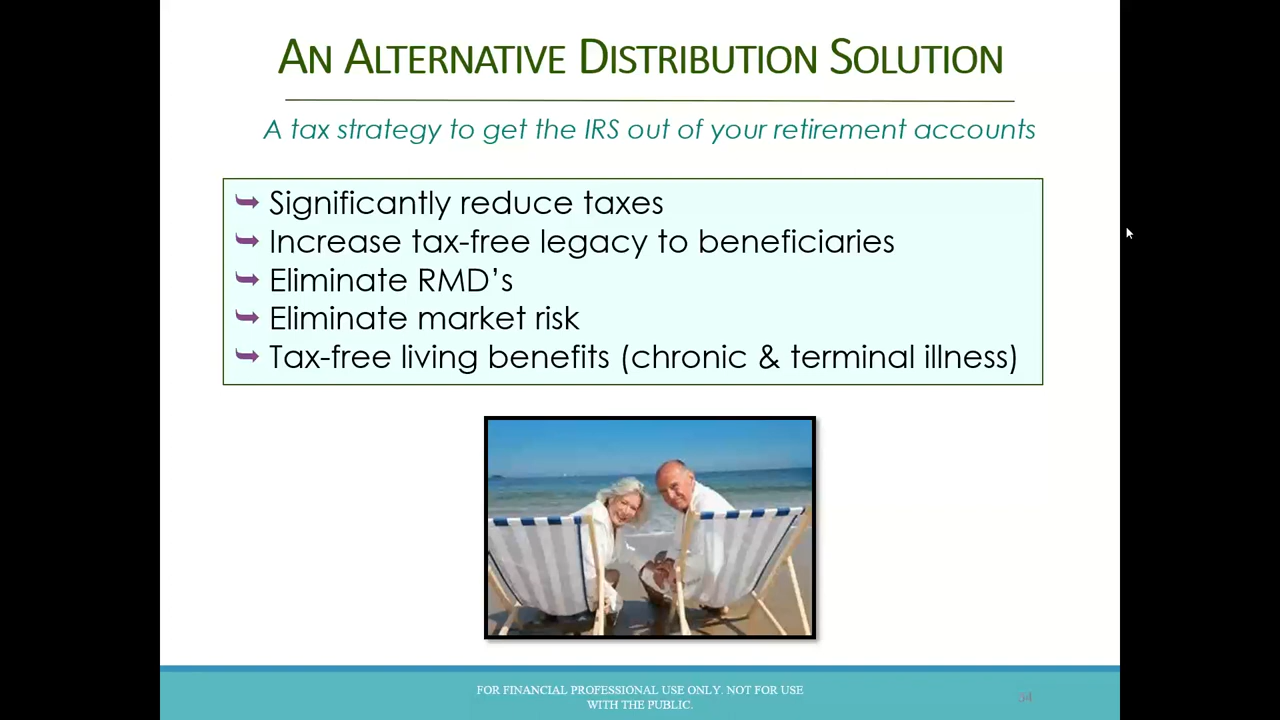 AN ALTERNATIVE DISTRIBUTION SOLUTION
A tax strategy to get the IRS out of your retirement accounts
Significantly reduce taxes
Increase tax-free legacy to beneficiaries
Eliminate RMD’s
Eliminate market risk
Tax-free living benefits (chronic & terminal illness)
FOR FINANCIAL PROFESSIONAL USE ONLY. NOT FOR USE
WITH THE PUBLIC.
54